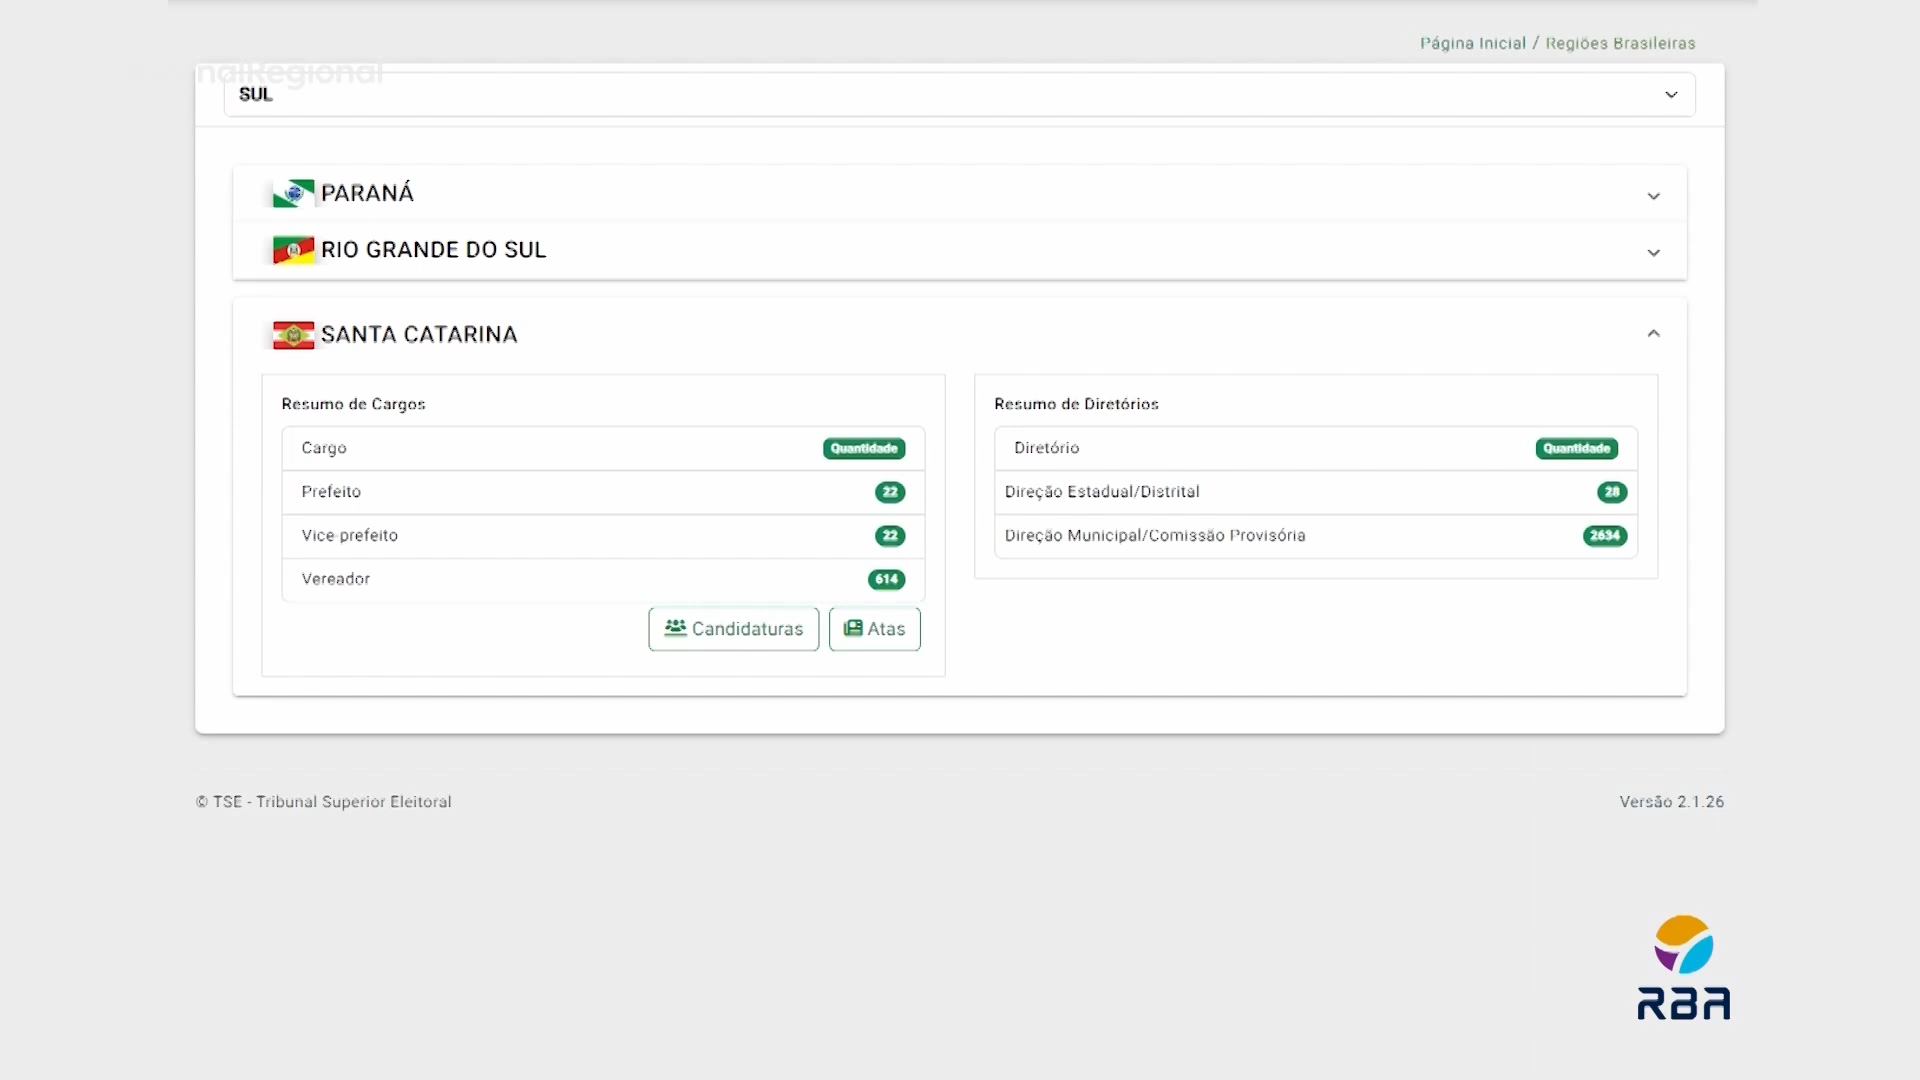 Página Inicial / Regiões Brasileiras
nalRegional
SUL
PARANÁ
RIO GRANDE DO SUL
SANTA CATARINA
Resumo de Cargos
Cargo Quantidade
Prefeito 22
Vice-prefeito 22
Vereador 614
Candidaturas Atas
Resumo de Diretórios
Diretório Quantidade
Direção Estadual/Distrital 28
Direção Municipal/Comissão Provisória 2634
© TSE - Tribunal Superior Eleitoral
Versão 2.1.26
RBA